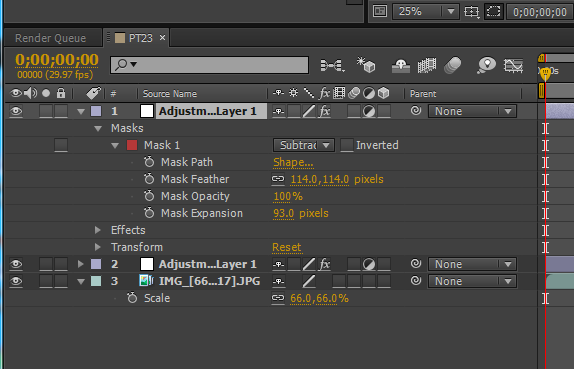 25% 0;00;00;00
Render Queue PT23 ×
0;00;00;00
00000 (29.97 fps)
# Source Name Parent
1 Adjustm...Layer 1 fx None
Masks
Mask 1 Subtrac Inverted
Mask Path Shape...
Mask Feather 114.0,114.0 pixels
Mask Opacity 100%
Mask Expansion 93.0 pixels
Effects
Transform Reset
2 Adjustm...Layer 1 fx None
3 IMG_[66...17].JPG None
Scale 66.0,66.0%